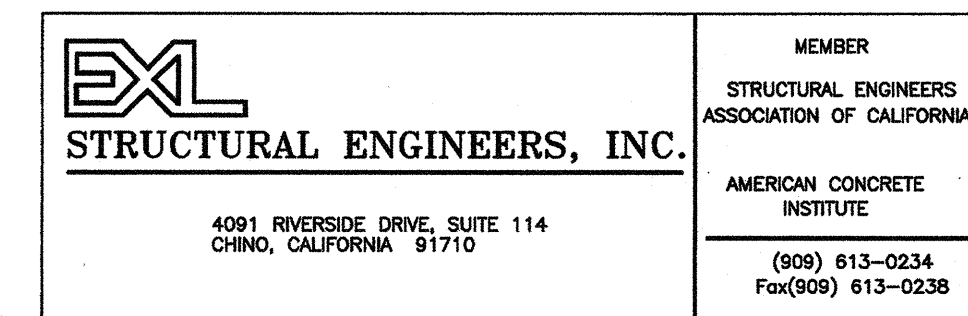 EXL
STRUCTURAL ENGINEERS, INC.
4091 RIVERSIDE DRIVE, SUITE 114
CHINO, CALIFORNIA 91710
MEMBER
STRUCTURAL ENGINEERS
ASSOCIATION OF CALIFORNIA
AMERICAN CONCRETE
INSTITUTE
(909) 613-0234
Fax(909) 613-0238